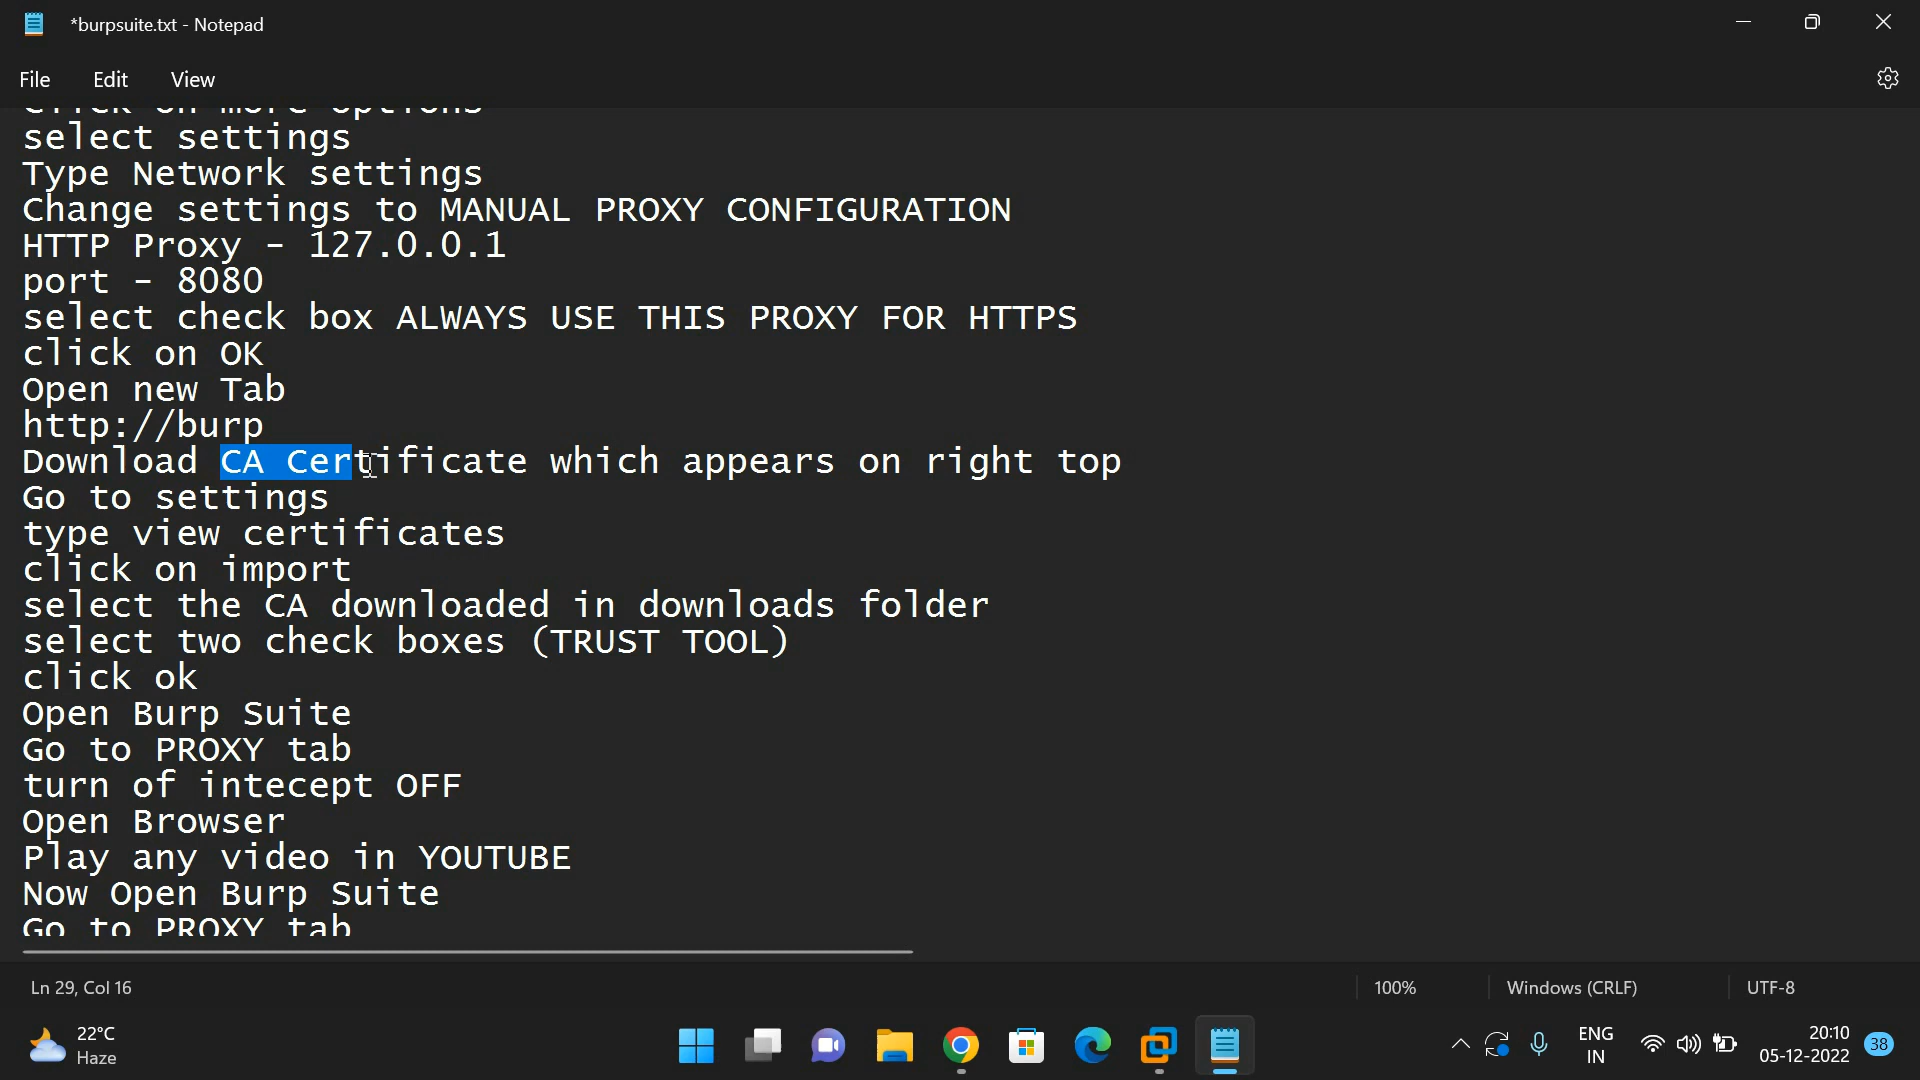 *burpsuite.txt - Notepad
File Edit View
click on more options
select settings
Type Network settings
Change settings to MANUAL PROXY CONFIGURATION
HTTP Proxy - 127.0.0.1
port - 8080
select check box ALWAYS USE THIS PROXY FOR HTTPS
click on OK
Open new Tab
http://burp
Download CA Certificate which appears on right top
Go to settings
type view certificates
click on import
select the CA downloaded in downloads folder
select two check boxes (TRUST TOOL)
click ok
Open Burp Suite
Go to PROXY tab
turn of intecept OFF
Open Browser
Play any video in YOUTUBE
Now Open Burp Suite
Go to PROXY tab
Ln 29, Col 16 100% Windows (CRLF) UTF-8
22°C
Haze
ENG
IN
20:10
05-12-2022
38